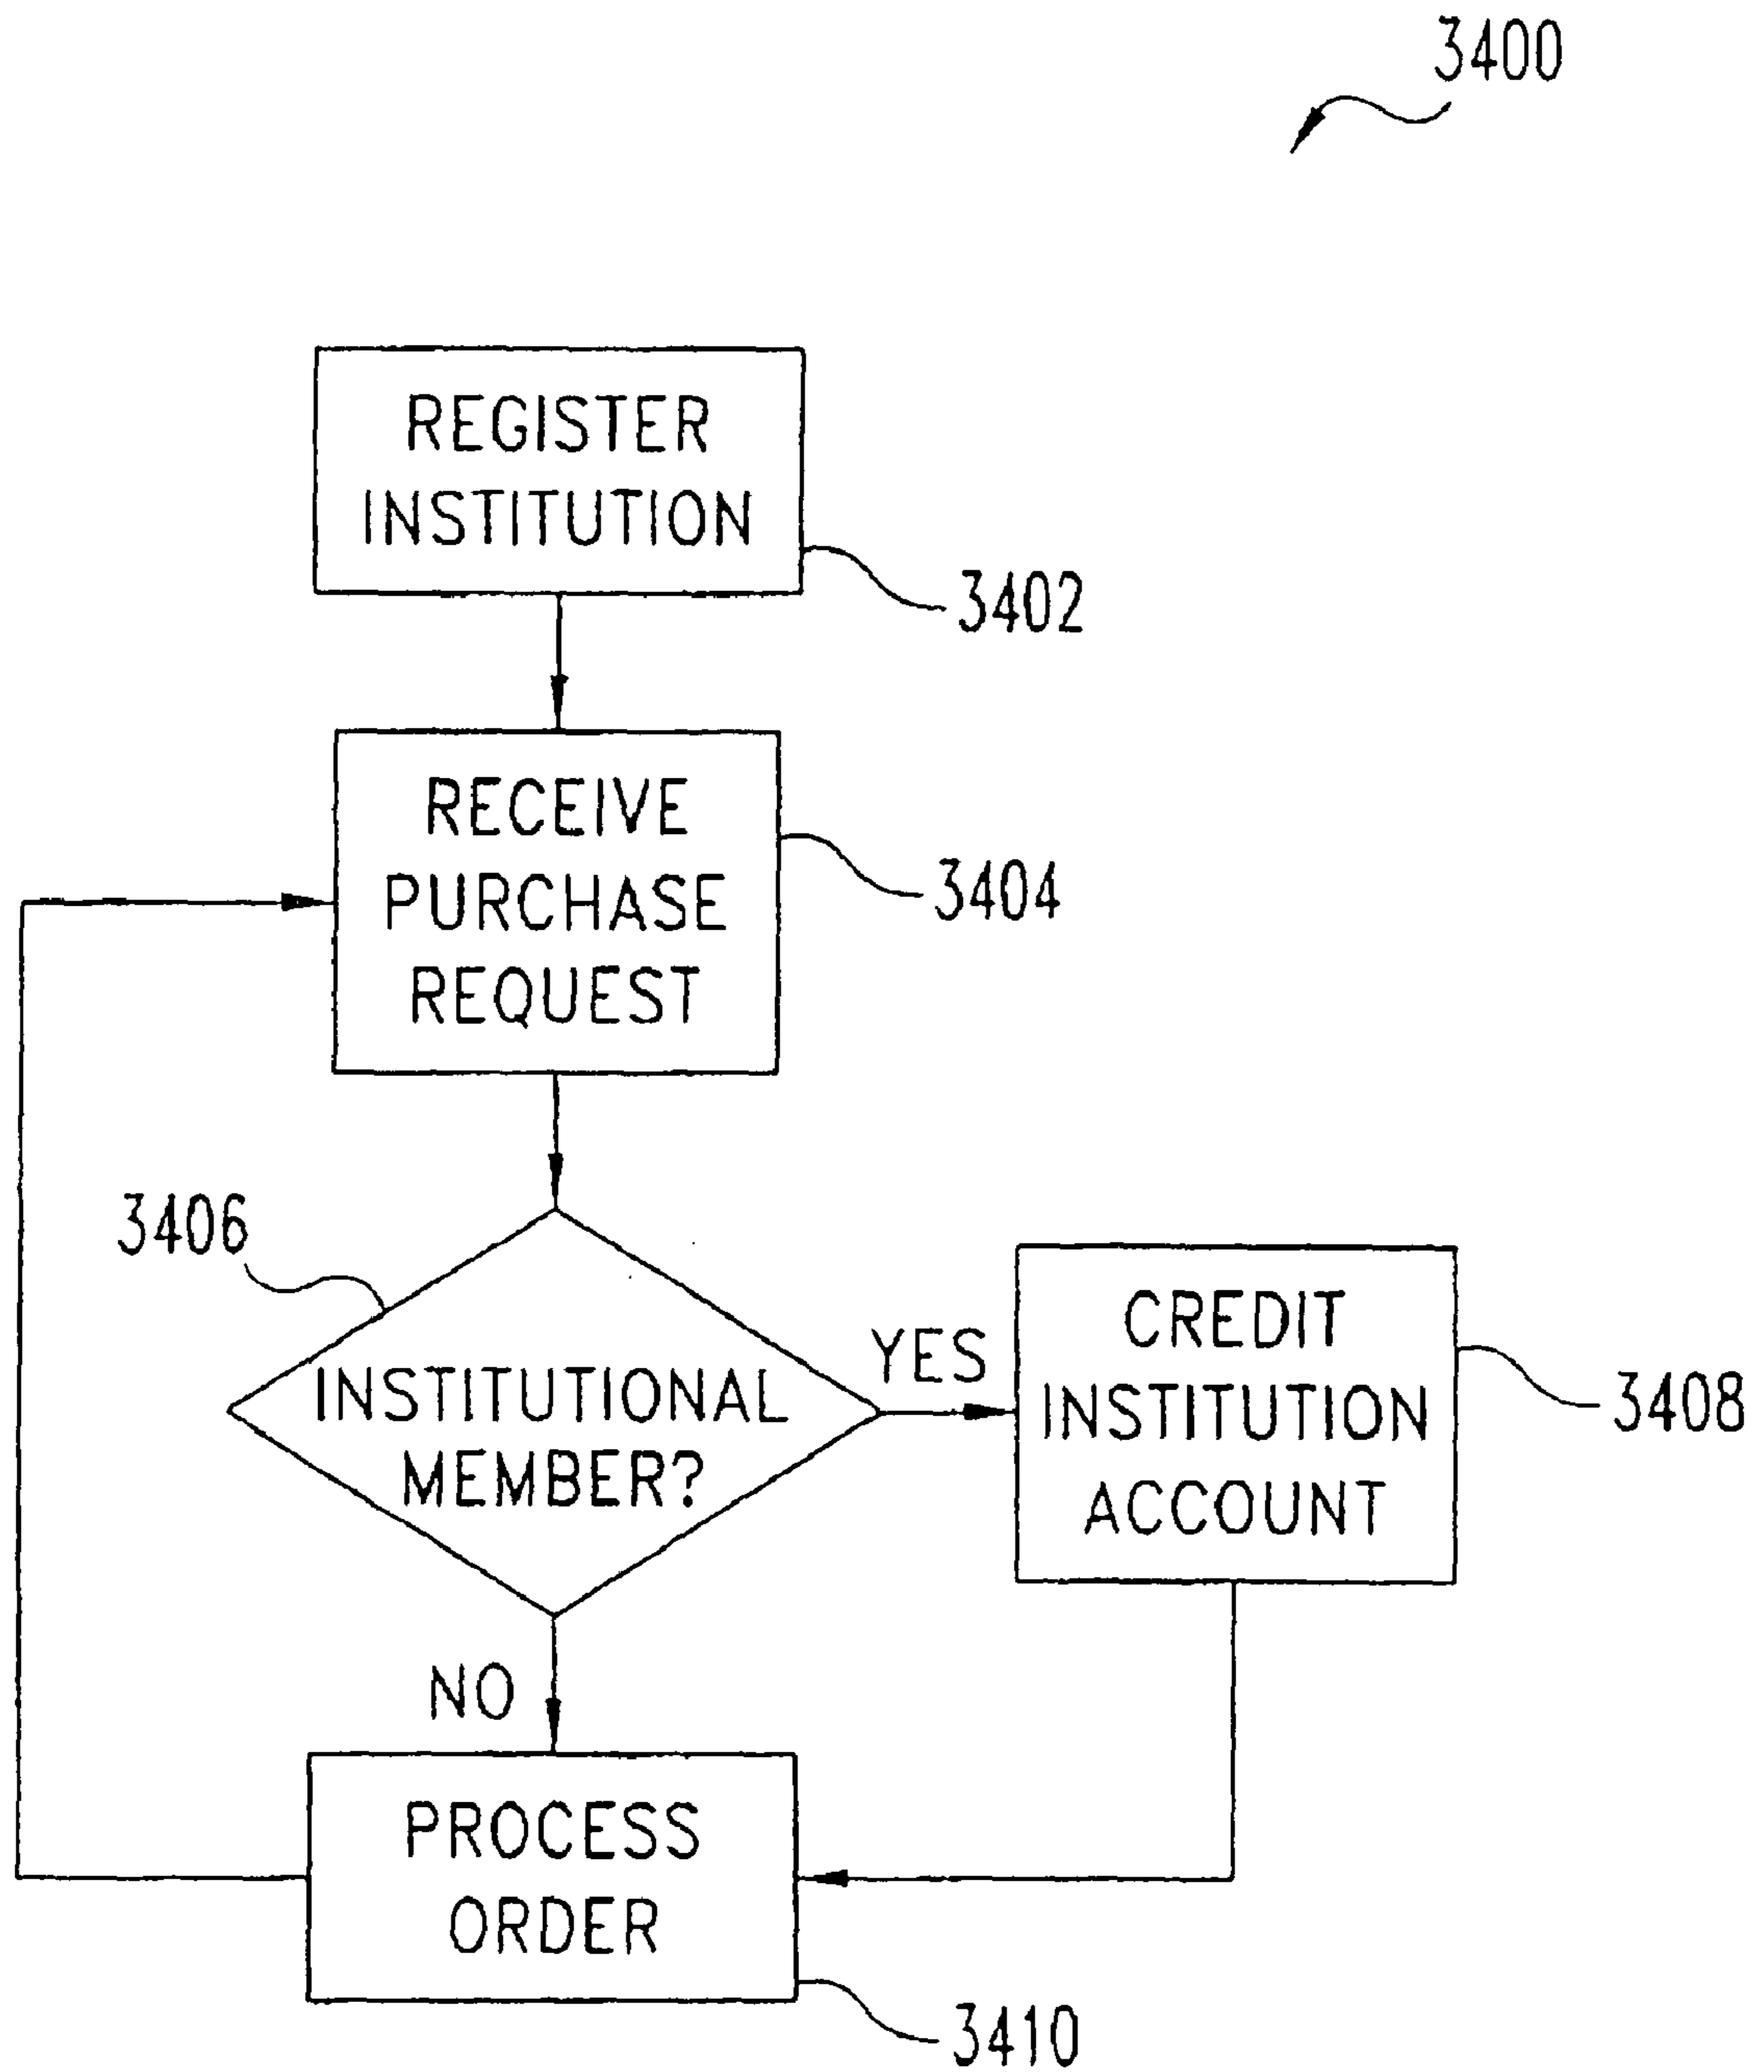 3400
REGISTER
INSTITUTION
3402
RECEIVE
PURCHASE
REQUEST
3404
3406
INSTITUTIONAL
MEMBER?
YES
CREDIT
INSTITUTION
ACCOUNT
3408
NO
PROCESS
ORDER
3410